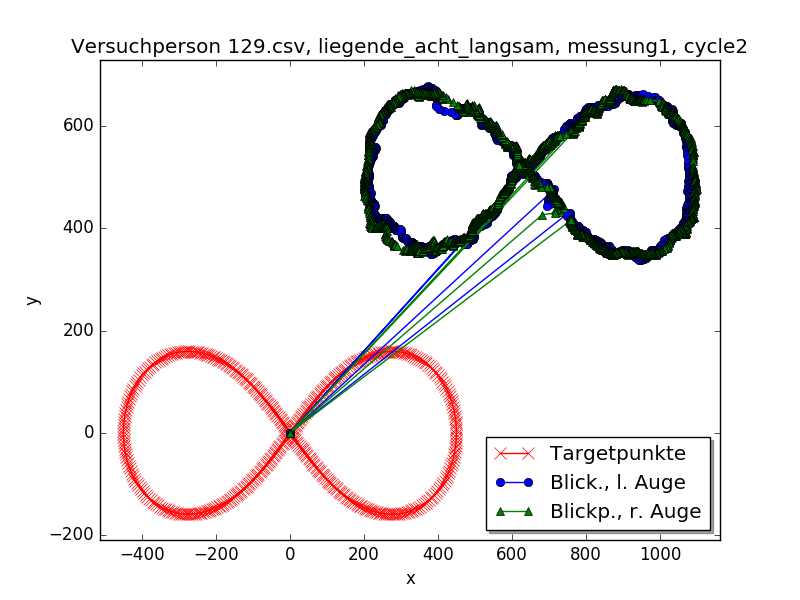 Versuchperson 129.csv, liegende_acht_langsam, messung1, cycle2
600
400
200
0
−200
y
−400
−200
0
200
400
600
800
1000
x
Targetpunkte
Blick., l. Auge
Blickp., r. Auge